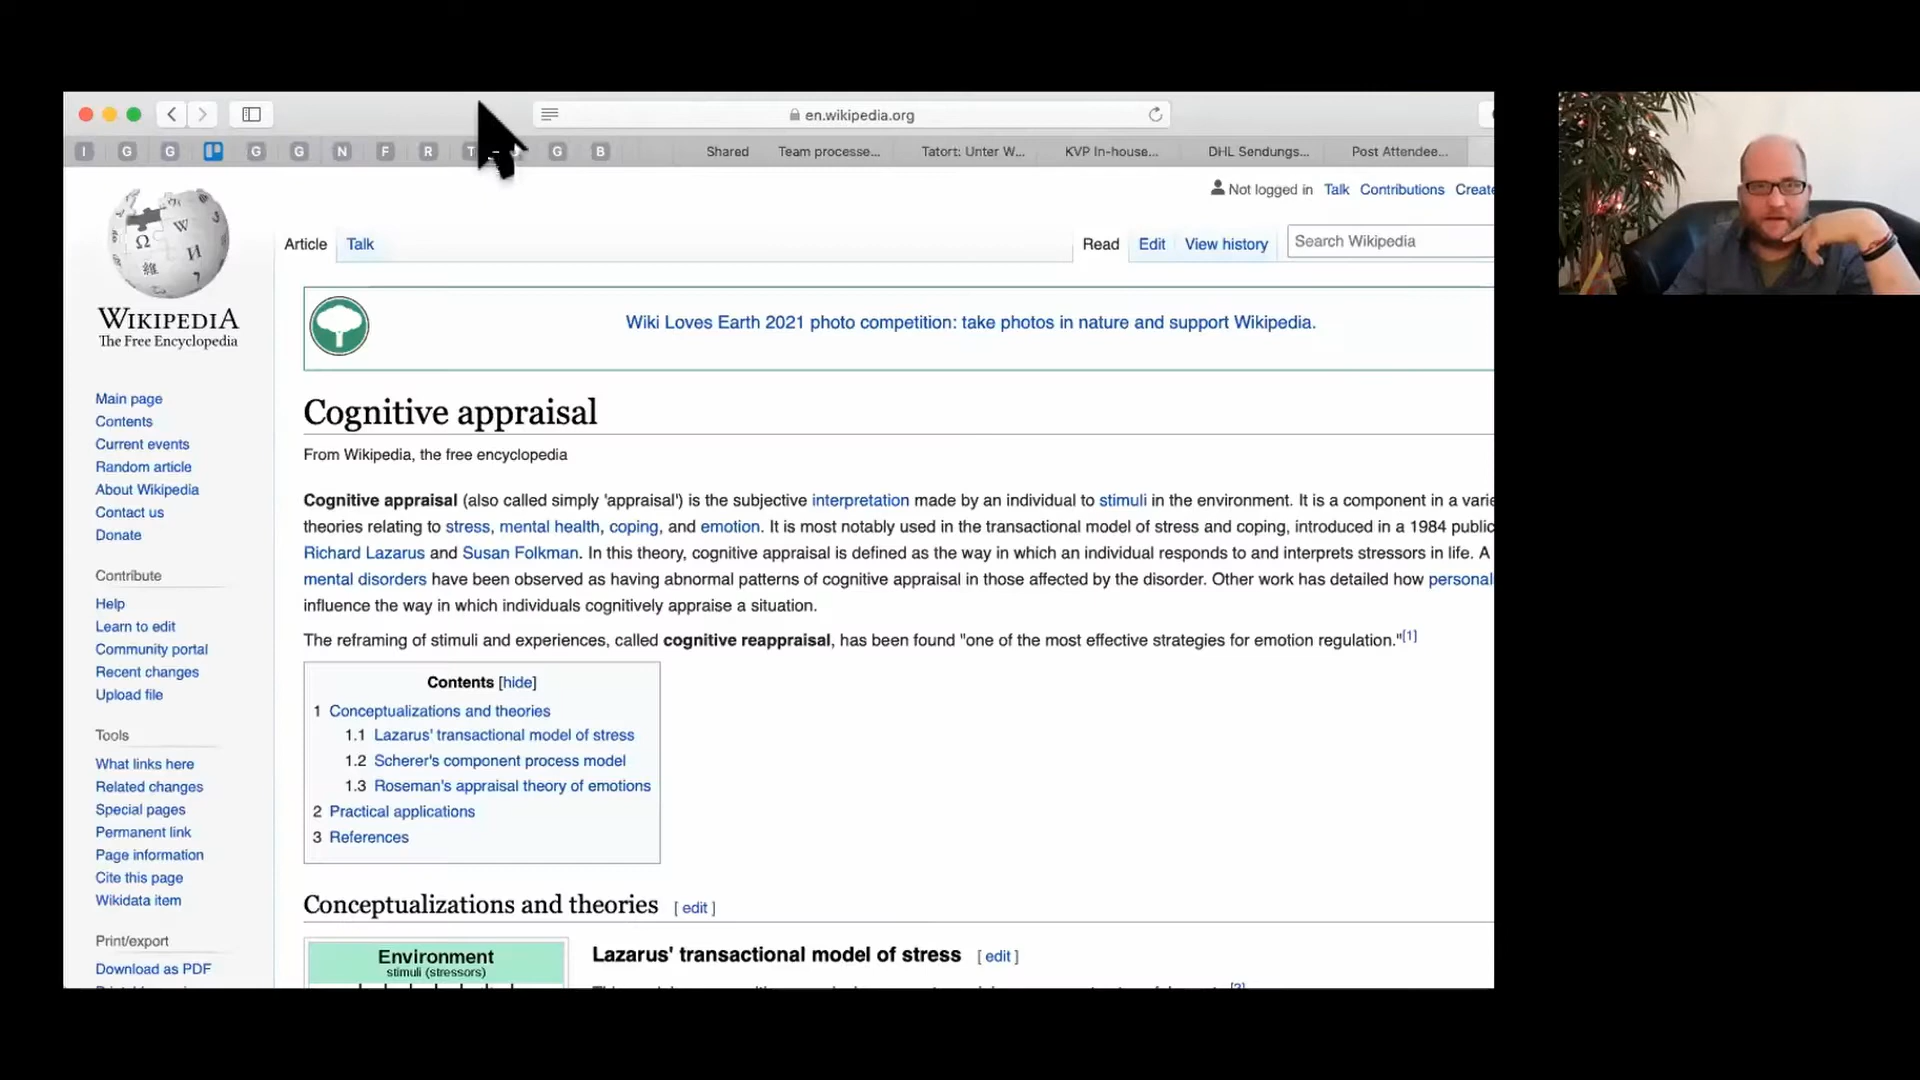 en.wikipedia.org
I G G G G N F R T G B Shared Team processe... Tatort: Unter W... KVP In-house... DHL Sendungs... Post Attendee...
Not logged in Talk Contributions Create
Article Talk Read Edit View history Search Wikipedia
WIKIPEDIA
The Free Encyclopedia
Wiki Loves Earth 2021 photo competition: take photos in nature and support Wikipedia.
Main page
Contents
Current events
Random article
About Wikipedia
Contact us
Donate
Contribute
Help
Learn to edit
Community portal
Recent changes
Upload file
Tools
What links here
Related changes
Special pages
Permanent link
Page information
Cite this page
Wikidata item
Print/export
Download as PDF
Cognitive appraisal
From Wikipedia, the free encyclopedia
Cognitive appraisal (also called simply 'appraisal') is the subjective interpretation made by an individual to stimuli in the environment. It is a component in a varie
theories relating to stress, mental health, coping, and emotion. It is most notably used in the transactional model of stress and coping, introduced in a 1984 public
Richard Lazarus and Susan Folkman. In this theory, cognitive appraisal is defined as the way in which an individual responds to and interprets stressors in life. A
mental disorders have been observed as having abnormal patterns of cognitive appraisal in those affected by the disorder. Other work has detailed how personal
influence the way in which individuals cognitively appraise a situation.
The reframing of stimuli and experiences, called cognitive reappraisal, has been found "one of the most effective strategies for emotion regulation."[1]
Contents [hide]
1 Conceptualizations and theories
1.1 Lazarus' transactional model of stress
1.2 Scherer's component process model
1.3 Roseman's appraisal theory of emotions
2 Practical applications
3 References
Conceptualizations and theories [ edit ]
Environment
stimuli (stressors)
Lazarus' transactional model of stress [ edit ]